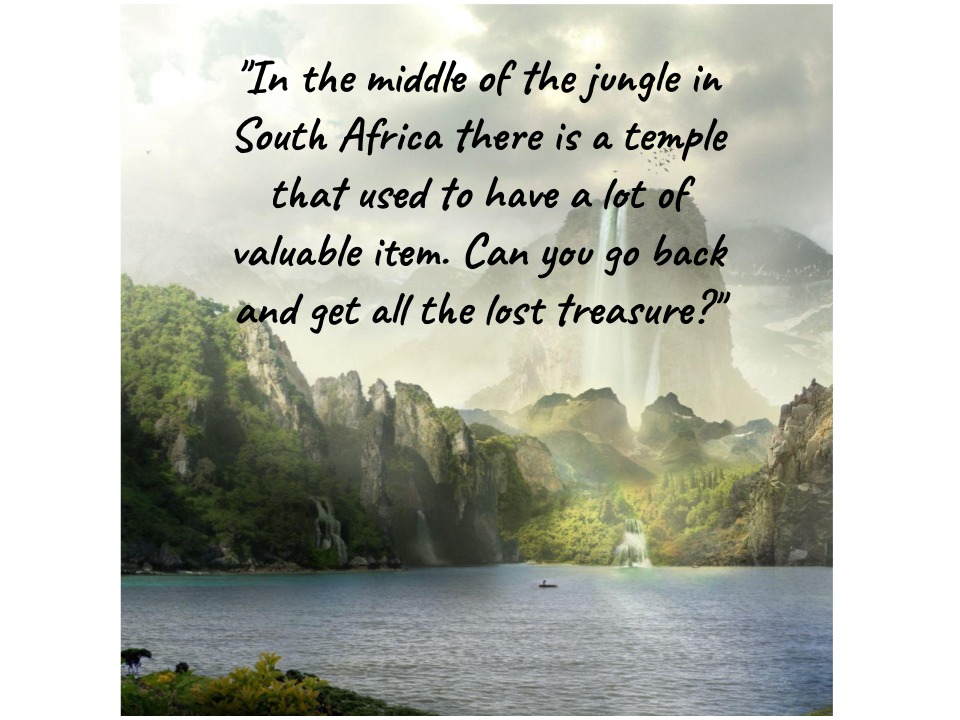 "In the middle of the jungle in
South Africa there is a temple
that used to have a lot of
valuable item. Can you go back
and get all the lost treasure?"